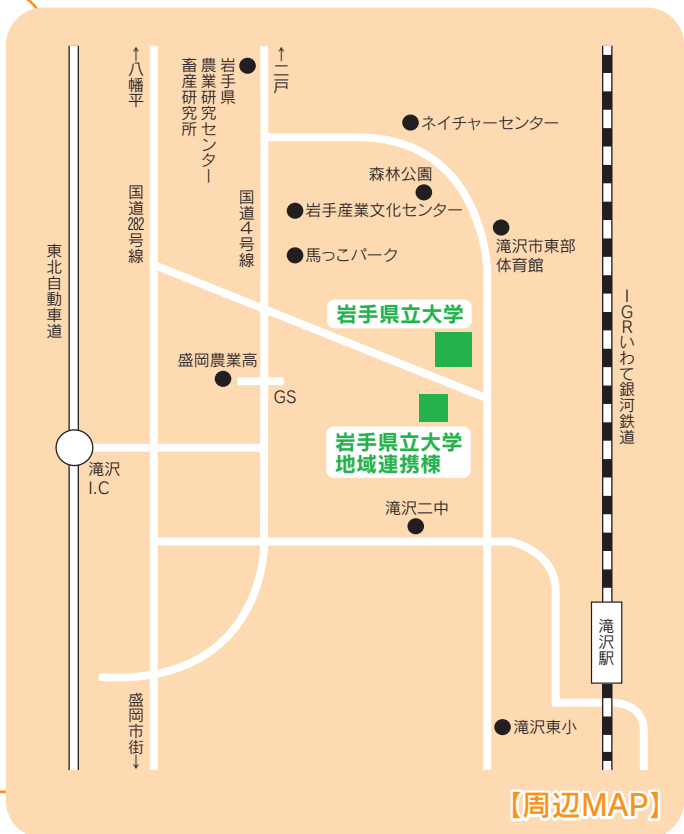 ←八幡平
岩手県
農業研究センター
畜産研究所
←二戸
ネイチャーセンター
森林公園
岩手産業文化センター
国道282号線
国道4号線
滝沢市東部
体育館
東北自動車道
馬っこパーク
IGRいわて銀河鉄道
岩手県立大学
盛岡農業高
GS
岩手県立大学
地域連携棟
滝沢
I.C
滝沢二中
滝沢駅
盛岡市街→
滝沢東小
【周辺MAP】